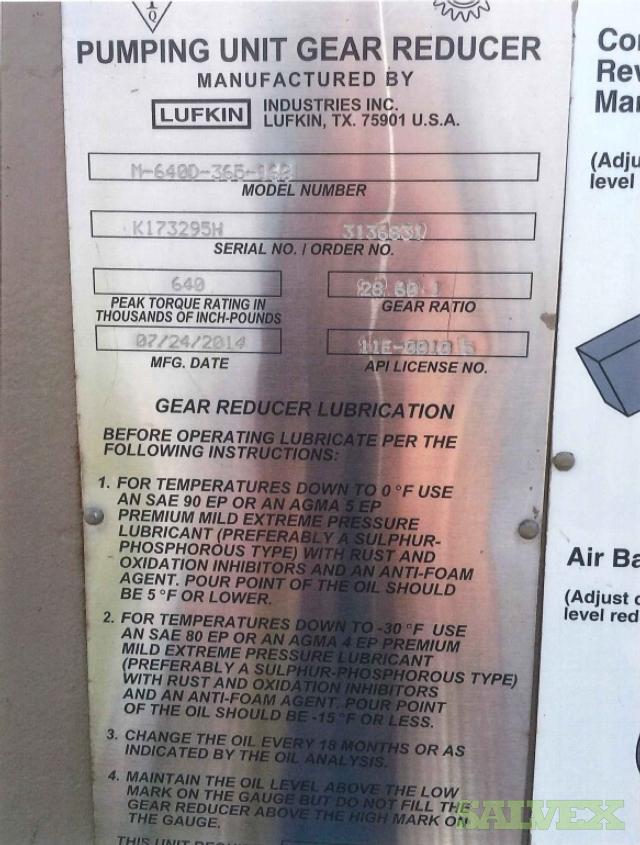 Q
PUMPING UNIT GEAR REDUCER
MANUFACTURED BY
LUFKIN
INDUSTRIES INC.
LUFKIN, TX. 75901 U.S.A.
MODEL NUMBER
K173295H
SERIAL NO. / ORDER NO.
640
PEAK TORQUE RATING IN
THOUSANDS OF INCH-POUNDS
GEAR RATIO
07/24/2014
MFG. DATE
API LICENSE NO.
GEAR REDUCER LUBRICATION
BEFORE OPERATING LUBRICATE PER THE
FOLLOWING INSTRUCTIONS:
1. FOR TEMPERATURES DOWN TO 0 °F USE
AN SAE 90 EP OR AN AGMA 5 EP
PREMIUM MILD EXTREME PRESSURE
LUBRICANT (PREFERABLY A SULPHUR-
PHOSPHOROUS TYPE) WITH RUST AND
OXIDATION INHIBITORS AND AN ANTI-FOAM
AGENT. POUR POINT OF THE OIL SHOULD
BE 5 °F OR LOWER.
2. FOR TEMPERATURES DOWN TO -30 °F USE
AN SAE 80 EP OR AN AGMA 4 EP PREMIUM
MILD EXTREME PRESSURE LUBRICANT
(PREFERABLY A SULPHUR-PHOSPHOROUS TYPE)
WITH RUST AND OXIDATION INHIBITORS
AND AN ANTI-FOAM AGENT. POUR POINT
OF THE OIL SHOULD BE -15 °F OR LESS.
3. CHANGE THE OIL EVERY 18 MONTHS OR AS
INDICATED BY THE OIL ANALYSIS.
4. MAINTAIN THE OIL LEVEL ABOVE THE LOW
MARK ON THE GAUGE BUT DO NOT FILL THE
GEAR REDUCER ABOVE THE HIGH MARK ON
THE GAUGE.
THIS UNIT
(Adju
level
Air Ba
(Adjust
level red
SALVEX